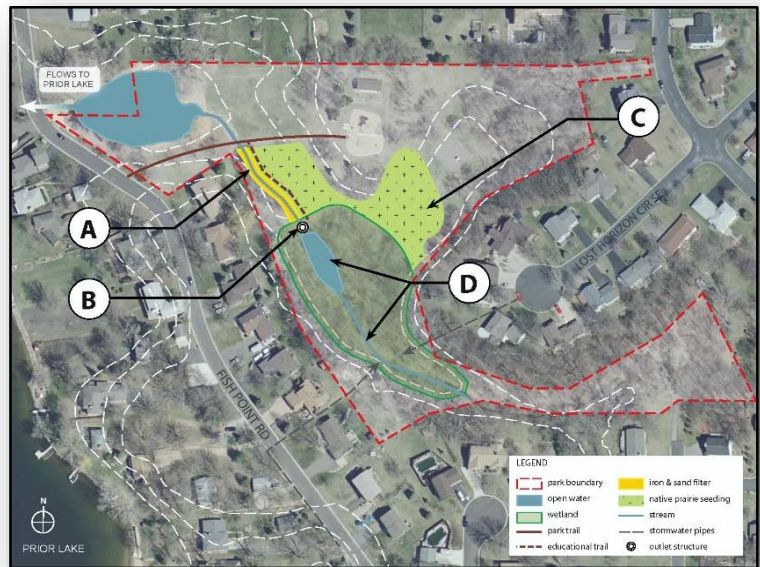 FLOWS TO
PRIOR LAKE
C
A
LOST HORIZON CIR SE
B
D
FISH POINT RD
LEGEND
park boundary
iron & sand filter
open water
native prairie seeding
wetland
stream
park trail
stormwater pipes
educational trail
outlet structure
N
PRIOR LAKE